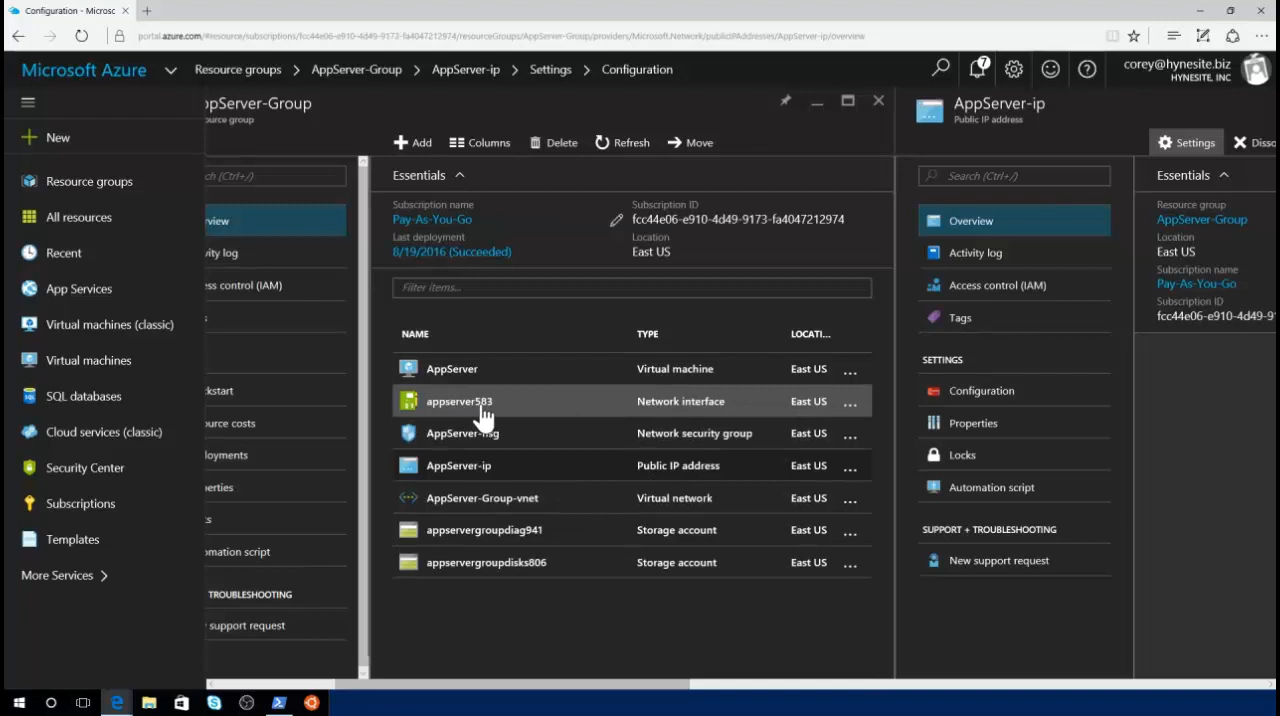 Configuration - Microsc
portal.azure.com/#resource/subscriptions/fcc44e06-e910-4d49-9173-fa4047212974/resourceGroups/AppServer-Group/providers/Microsoft.Network/publicIPAddresses/AppServer-ip/overview
Microsoft Azure
Resource groups > AppServer-Group > AppServer-ip > Settings > Configuration
7
corey@hynesite.biz
HYNESITE, INC
New
Resource groups
All resources
Recent
App Services
Virtual machines (classic)
Virtual machines
SQL databases
Cloud services (classic)
Security Center
Subscriptions
Templates
More Services >
ppServer-Group
ource group
rch (Ctrl+/)
rview
vity log
ess control (IAM)
s
kstart
ource costs
loyments
perties
ks
omation script
TROUBLESHOOTING
support request
Add
Columns
Delete
Refresh
Move
Essentials
Subscription name
Pay-As-You-Go
Last deployment
8/19/2016 (Succeeded)
Subscription ID
fcc44e06-e910-4d49-9173-fa4047212974
Location
East US
Filter items...
NAME TYPE LOCATI...
AppServer Virtual machine East US ...
appserver583 Network interface East US ...
AppServer-nsg Network security group East US ...
AppServer-ip Public IP address East US ...
AppServer-Group-vnet Virtual network East US ...
appservergroupdiag941 Storage account East US ...
appservergroupdisks806 Storage account East US ...
AppServer-ip
Public IP address
Settings
Disso
Search (Ctrl+/)
Overview
Activity log
Access control (IAM)
Tags
SETTINGS
Configuration
Properties
Locks
Automation script
SUPPORT + TROUBLESHOOTING
New support request
Essentials
Resource group
AppServer-Group
Location
East US
Subscription name
Pay-As-You-Go
Subscription ID
fcc44e06-e910-4d49-9